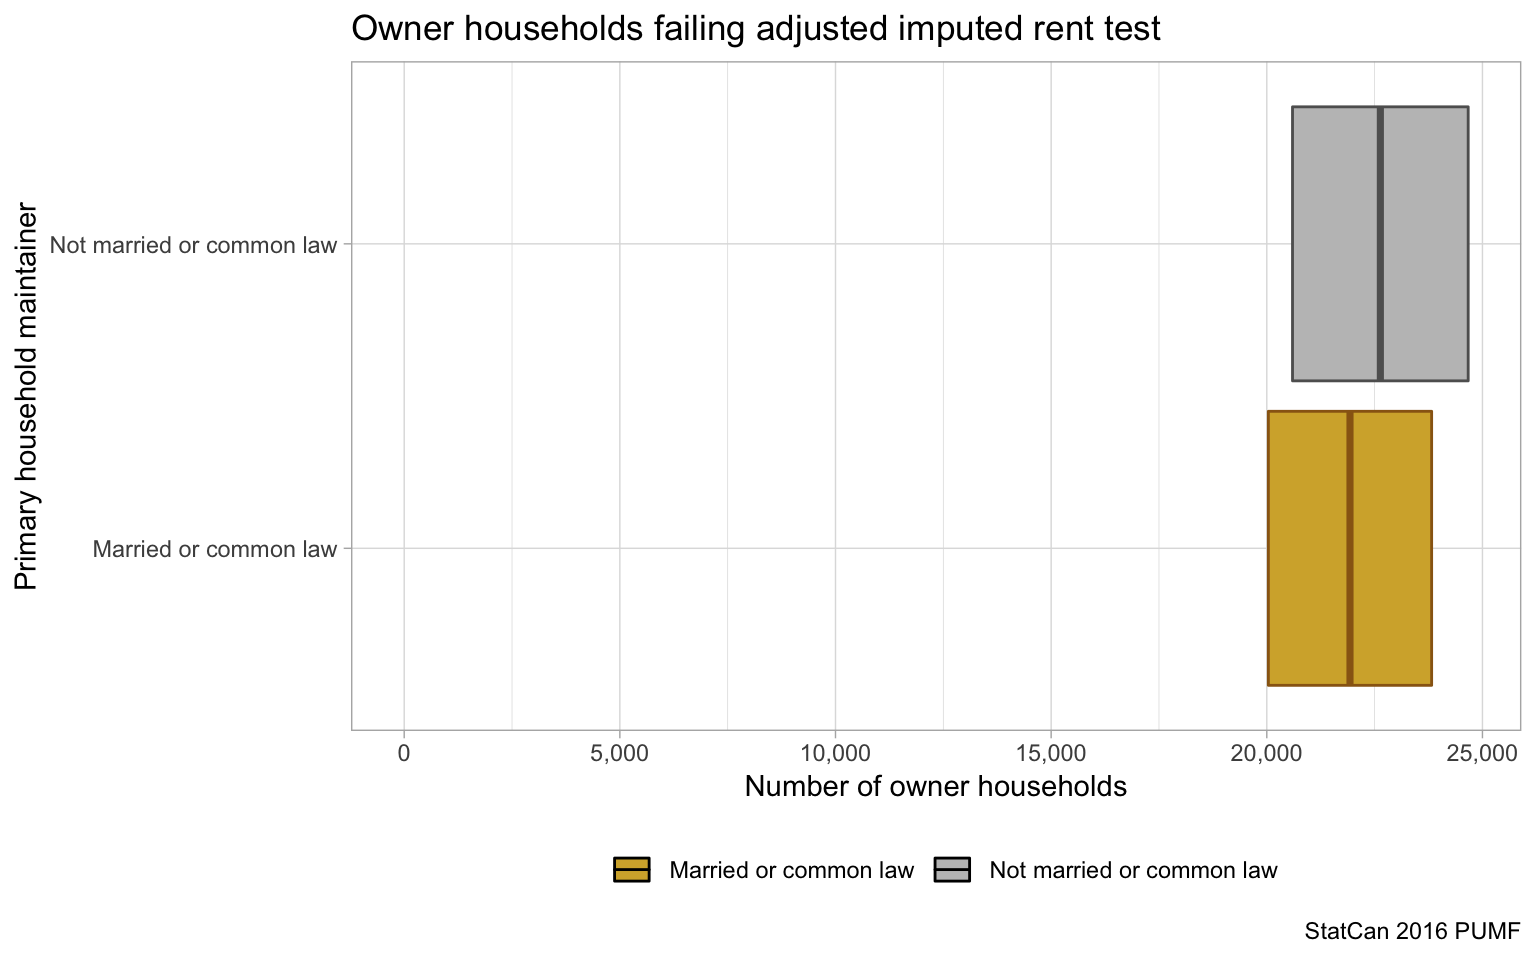 Owner households failing adjusted imputed rent test
Primary household maintainer
Not married or common law
Married or common law
0 5,000 10,000 15,000 20,000 25,000
Number of owner households
Married or common law Not married or common law
StatCan 2016 PUMF